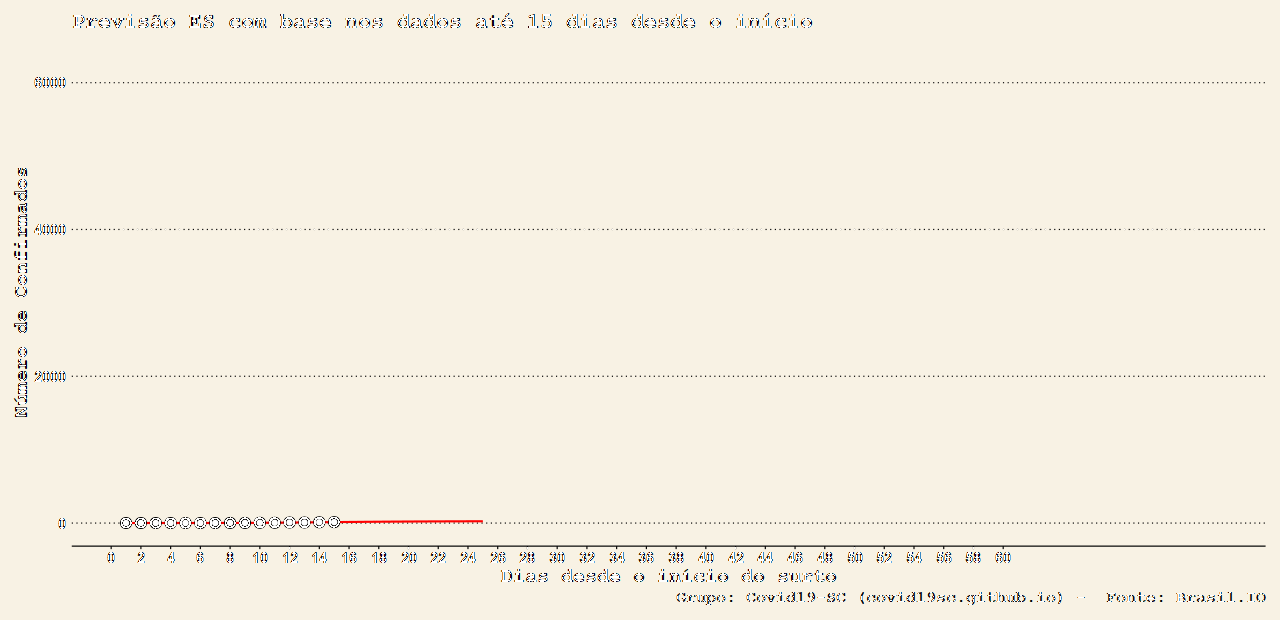 Previsão ES com base nos dados até 15 dias desde o início
Número de Confirmados
60000
40000
20000
0
0 2 4 6 8 10 12 14 16 18 20 22 24 26 28 30 32 34 36 38 40 42 44 46 48 50 52 54 56 58 60
Dias desde o início do surto
Grupo: Covid19-SC (covid19sc.github.io) -- Fonte: Brasil.IO